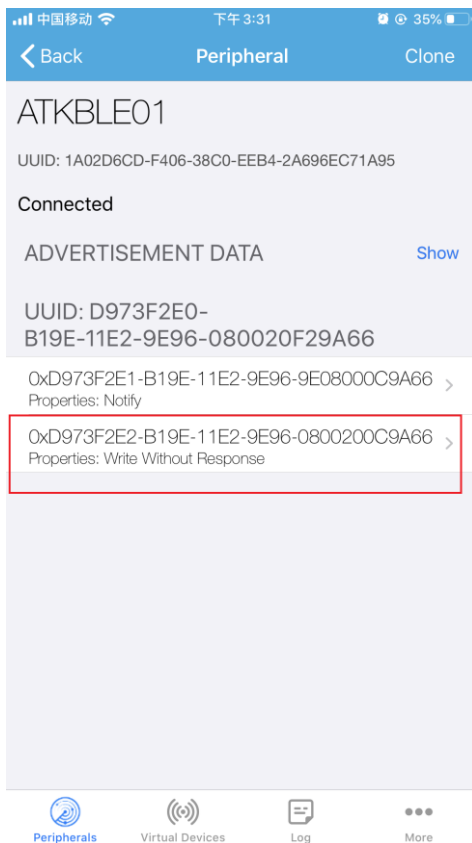 中国移动 下午3:31 35%
Back Peripheral Clone
ATKBLE01
UUID: 1A02D6CD-F406-38C0-EEB4-2A696EC71A95
Connected
ADVERTISEMENT DATA Show
UUID: D973F2E0-
B19E-11E2-9E96-080020F29A66
0xD973F2E1-B19E-11E2-9E96-9E08000C9A66
Properties: Notify
0xD973F2E2-B19E-11E2-9E96-0800200C9A66
Properties: Write Without Response
Peripherals Virtual Devices Log More